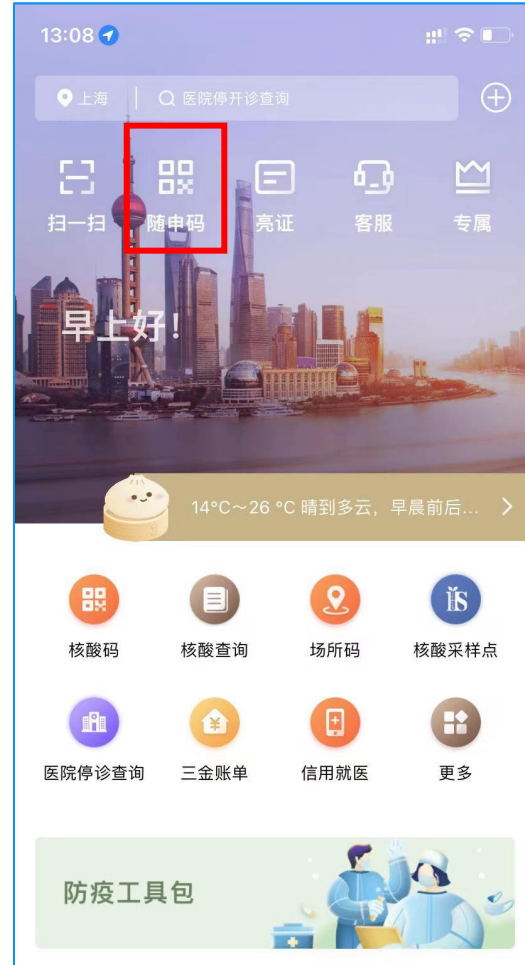 13:08
上海
医院停开诊查询
扫一扫
随申码
亮证
客服
专属
早上好!
14°C～26 °C 晴到多云，早晨前后...
核酸码
核酸查询
场所码
核酸采样点
医院停诊查询
三金账单
信用就医
更多
防疫工具包